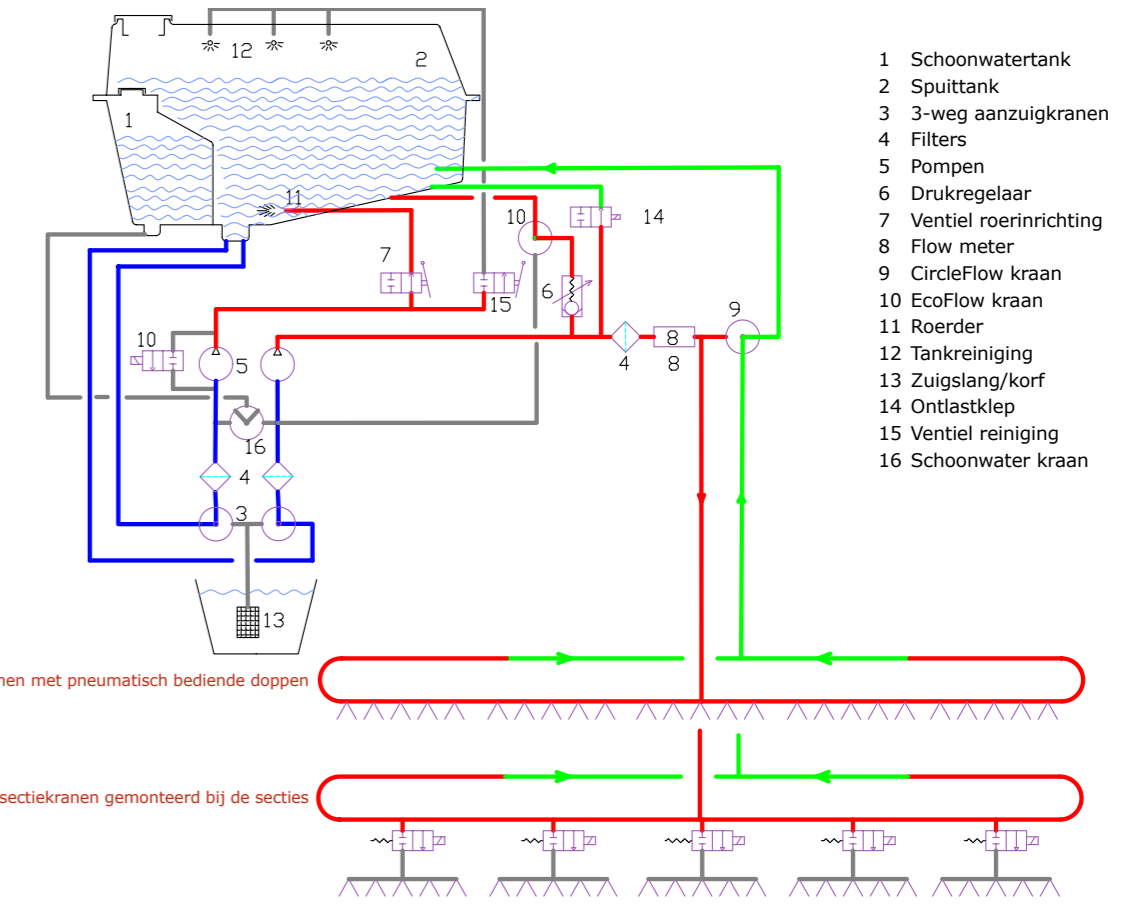 12
2
1
11
10
14
7
15
6
9
10
5
8
4
8
16
4
3
13
1 Schoonwatertank
2 Spuittank
3 3-weg aanzuigkranen
4 Filters
5 Pompen
6 Drukregelaar
7 Ventiel roerinrichting
8 Flow meter
9 CircleFlow kraan
10 EcoFlow kraan
11 Roerder
12 Tankreiniging
13 Zuigslang/korf
14 Ontlastklep
15 Ventiel reiniging
16 Schoonwater kraan
met pneumatisch bediende doppen
sectiekranen gemonteerd bij de secties